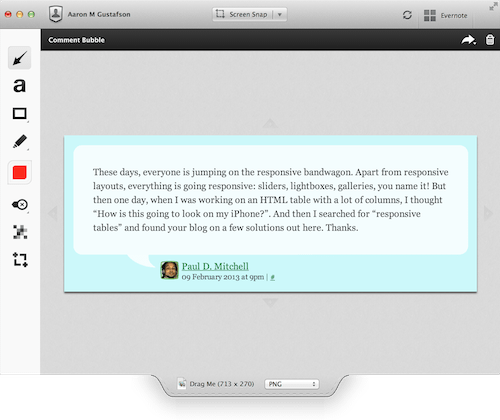 Aaron M Gustafson
Screen Snap
Evernote
Comment Bubble
a
These days, everyone is jumping on the responsive bandwagon. Apart from responsive
layouts, everything is going responsive: sliders, lightboxes, galleries, you name it! But
then one day, when I was working on an HTML table with a lot of columns, I thought
“How is this going to look on my iPhone?”. And then I searched for “responsive
tables” and found your blog on a few solutions out here. Thanks.
Paul D. Mitchell
09 February 2013 at 9pm | #
Drag Me (713 x 270)
PNG